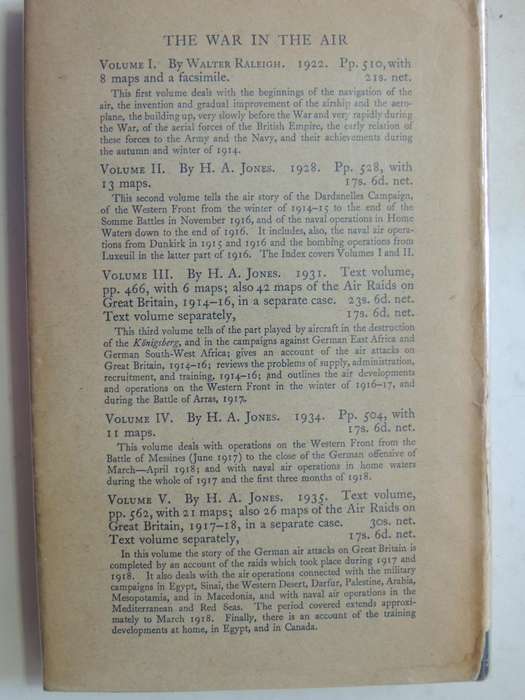 THE WAR IN THE AIR
VOLUME I. By WALTER RALEIGH. 1922. Pp. 510, with
8 maps and a facsimile. 21s. net.
This first volume deals with the beginnings of the navigation of
the air, the invention and gradual improvement of the airship and the aero-
plane, the building up, very slowly before the War and very rapidly during
the War, of the aerial forces of the British Empire, the early relation of
these forces to the Army and the Navy, and their achievements during
the autumn and winter of 1914.
VOLUME II. By H. A. JONES. 1928. Pp. 528, with
13 maps. 17s. 6d. net.
This second volume tells the air story of the Dardanelles Campaign,
of the Western Front from the winter of 1914–15 to the end of the
Somme Battles in November 1916, and of the naval operations in Home
Waters down to the end of 1916. It includes, also, the naval air opera-
tions from Dunkirk in 1915 and 1916 and the bombing operations from
Luxeuil in the latter part of 1916. The Index covers Volumes I and II.
VOLUME III. By H. A. JONES. 1931. Text volume,
pp. 466, with 6 maps; also 42 maps of the Air Raids on
Great Britain, 1914–16, in a separate case. 23s. 6d. net.
Text volume separately, 17s. 6d. net.
This third volume tells of the part played by aircraft in the destruction
of the Königsberg, and in the campaigns against German East Africa and
German South-West Africa; gives an account of the air attacks on
Great Britain, 1914–16; reviews the problems of supply, administration,
recruitment, and training, 1914–16; and outlines the air developments
and operations on the Western Front in the winter of 1916–17, and
during the Battle of Arras, 1917.
VOLUME IV. By H. A. JONES. 1934. Pp. 504, with
11 maps. 17s. 6d. net.
This volume deals with operations on the Western Front from the
Battle of Messines (June 1917) to the close of the German offensive of
March—April 1918; and with naval air operations in home waters
during the whole of 1917 and the first three months of 1918.
VOLUME V. By H. A. JONES. 1935. Text volume,
pp. 562, with 21 maps; also 26 maps of the Air Raids on
Great Britain, 1917–18, in a separate case. 30s. net.
Text volume separately, 17s. 6d. net.
In this volume the story of the German air attacks on Great Britain is
completed by an account of the raids which took place during 1917 and
1918. It also deals with the air operations connected with the military
campaigns in Egypt, Sinai, the Western Desert, Darfur, Palestine, Arabia,
Mesopotamia, and in Macedonia, and with naval air operations in the
Mediterranean and Red Seas. The period covered extends approxi-
mately to March 1918. Finally, there is an account of the training
developments at home, in Egypt, and in Canada.